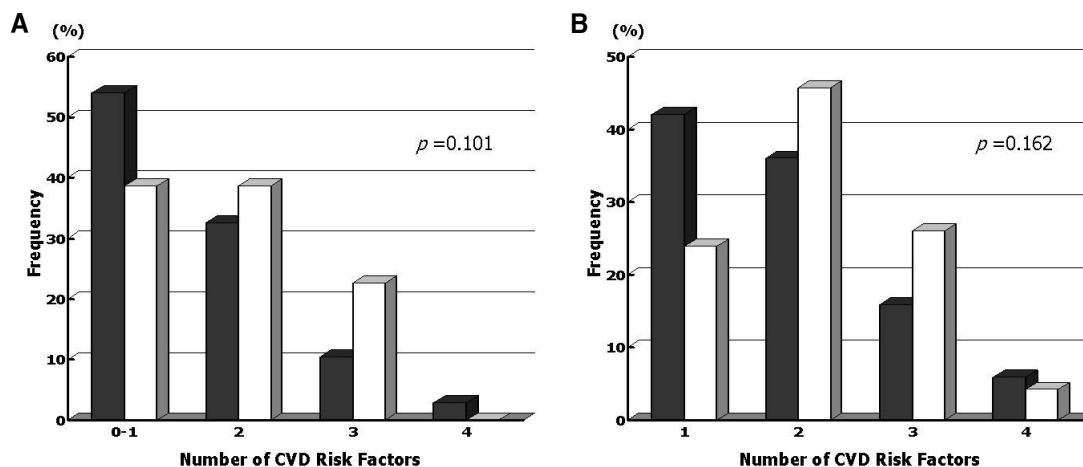 A
(%)
60
50
40
30
20
10
0
Frequency
p =0.101
0-1 2 3 4
Number of CVD Risk Factors
B
(%)
50
40
30
20
10
0
Frequency
p =0.162
1 2 3 4
Number of CVD Risk Factors